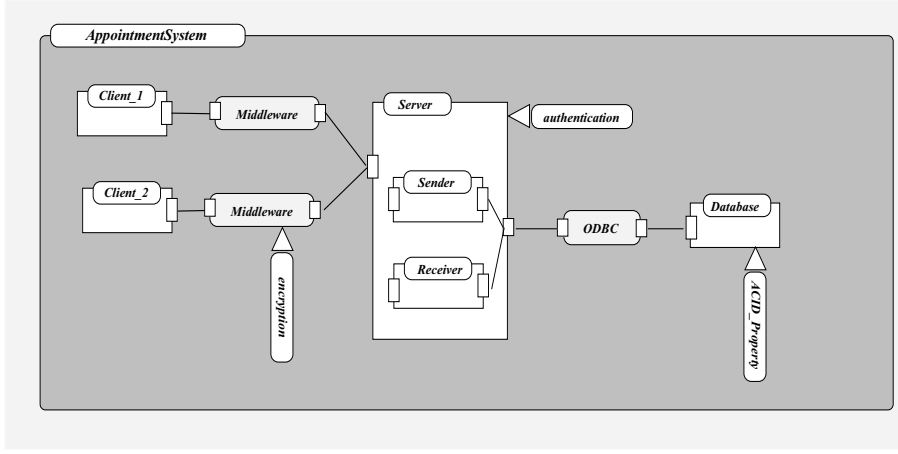 AppointmentSystem
Client_1
Middleware
Server
authentication
Client_2
Middleware
Sender
Database
ODBC
Receiver
encryption
ACID_Property